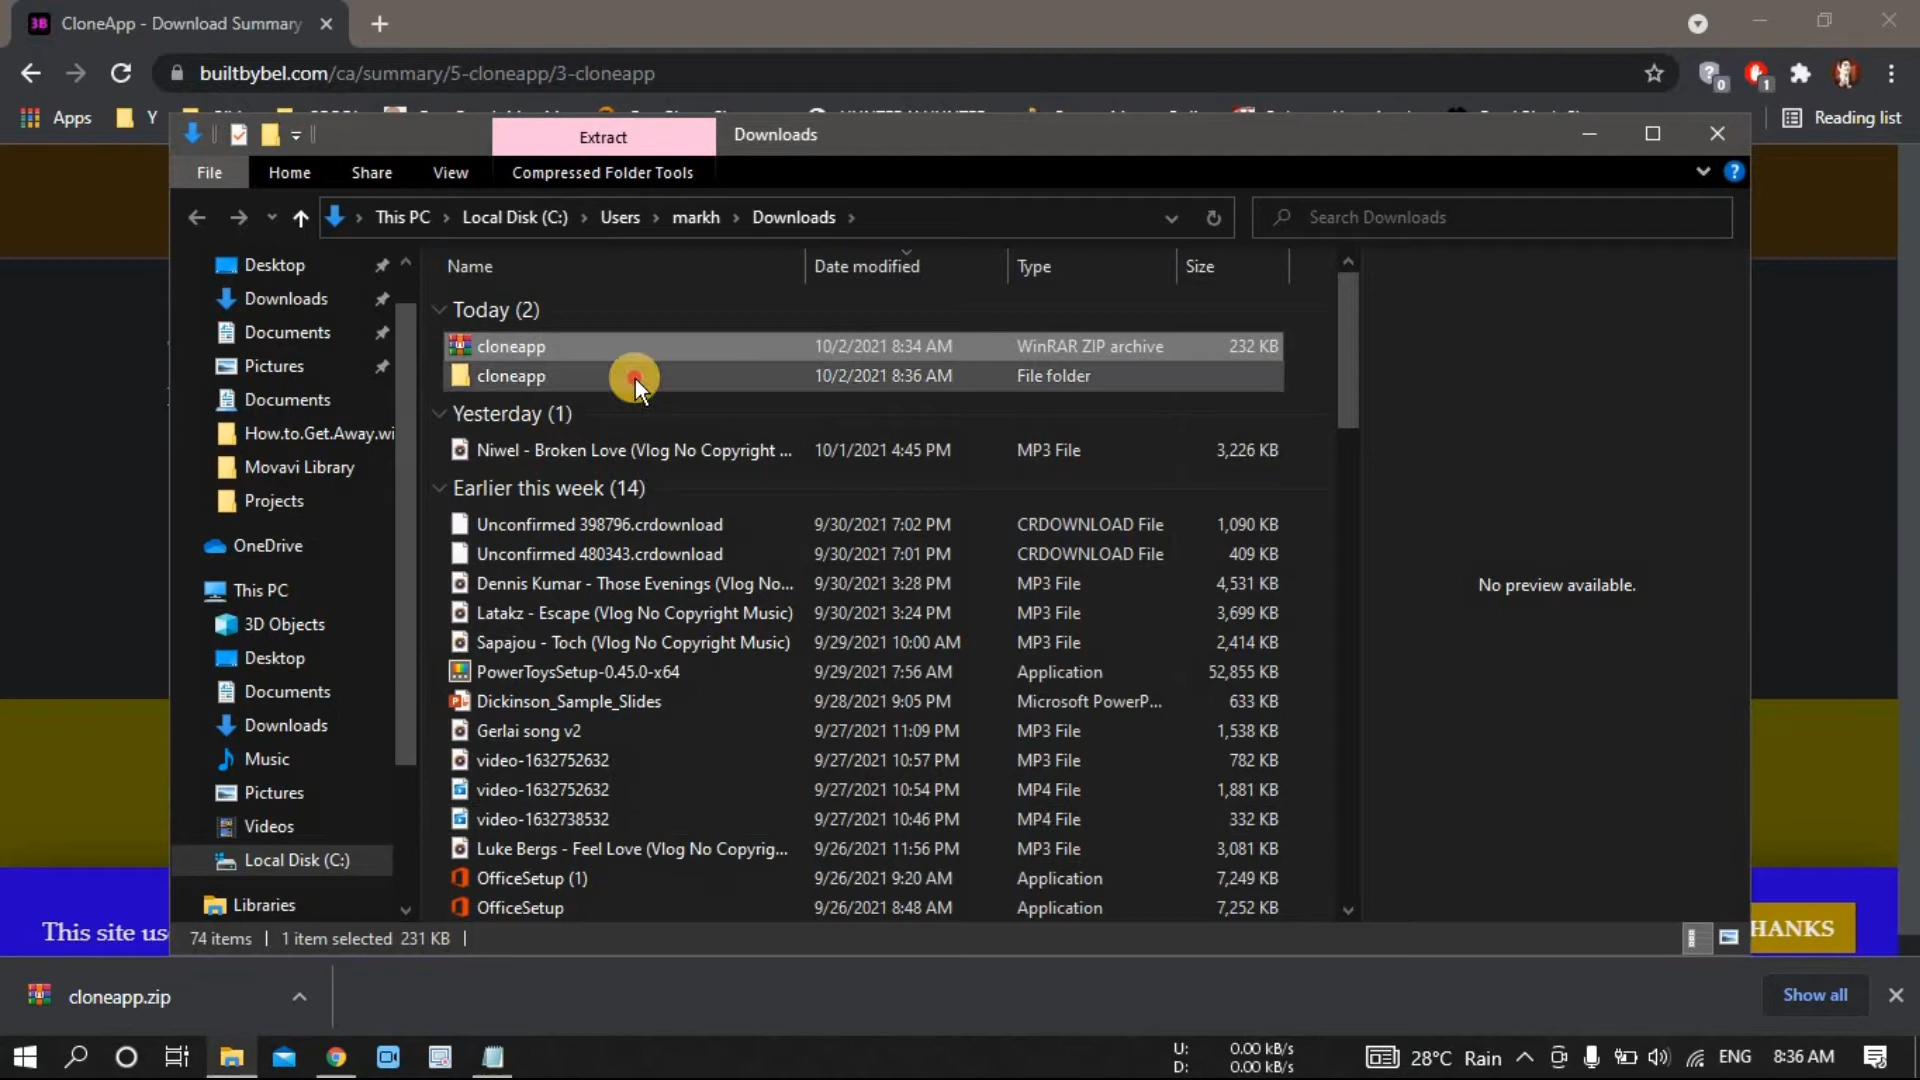 CloneApp - Download Summary
builtbybel.com/ca/summary/5-cloneapp/3-cloneapp
0
1
Apps
Y
Reading list
Extract
Downloads
File
Home
Share
View
Compressed Folder Tools
This PC
Local Disk (C:)
Users
markh
Downloads
Search Downloads
Name
Date modified
Type
Size
Desktop
Downloads
Documents
Pictures
Documents
How.to.Get.Away.wi
Movavi Library
Projects
OneDrive
This PC
3D Objects
Desktop
Documents
Downloads
Music
Pictures
Videos
Local Disk (C:)
Libraries
Today (2)
cloneapp 10/2/2021 8:34 AM WinRAR ZIP archive 232 KB
cloneapp 10/2/2021 8:36 AM File folder
Yesterday (1)
Niwel - Broken Love (Vlog No Copyright ... 10/1/2021 4:45 PM MP3 File 3,226 KB
Earlier this week (14)
Unconfirmed 398796.crdownload 9/30/2021 7:02 PM CRDOWNLOAD File 1,090 KB
Unconfirmed 480343.crdownload 9/30/2021 7:01 PM CRDOWNLOAD File 409 KB
Dennis Kumar - Those Evenings (Vlog No... 9/30/2021 3:28 PM MP3 File 4,531 KB
Latakz - Escape (Vlog No Copyright Music) 9/30/2021 3:24 PM MP3 File 3,699 KB
Sapajou - Toch (Vlog No Copyright Music) 9/29/2021 10:00 AM MP3 File 2,414 KB
PowerToysSetup-0.45.0-x64 9/29/2021 7:56 AM Application 52,855 KB
Dickinson_Sample_Slides 9/28/2021 9:05 PM Microsoft PowerP... 633 KB
Gerlai song v2 9/27/2021 11:09 PM MP3 File 1,538 KB
video-1632752632 9/27/2021 10:57 PM MP3 File 782 KB
video-1632752632 9/27/2021 10:54 PM MP4 File 1,881 KB
video-1632738532 9/27/2021 10:46 PM MP4 File 332 KB
Luke Bergs - Feel Love (Vlog No Copyrig... 9/26/2021 11:56 PM MP3 File 3,081 KB
OfficeSetup (1) 9/26/2021 9:20 AM Application 7,249 KB
OfficeSetup 9/26/2021 8:48 AM Application 7,252 KB
No preview available.
74 items
1 item selected 231 KB
This site us
HANKS
cloneapp.zip
Show all
U: 0.00 kB/s
D: 0.00 kB/s
28°C Rain
ENG
8:36 AM